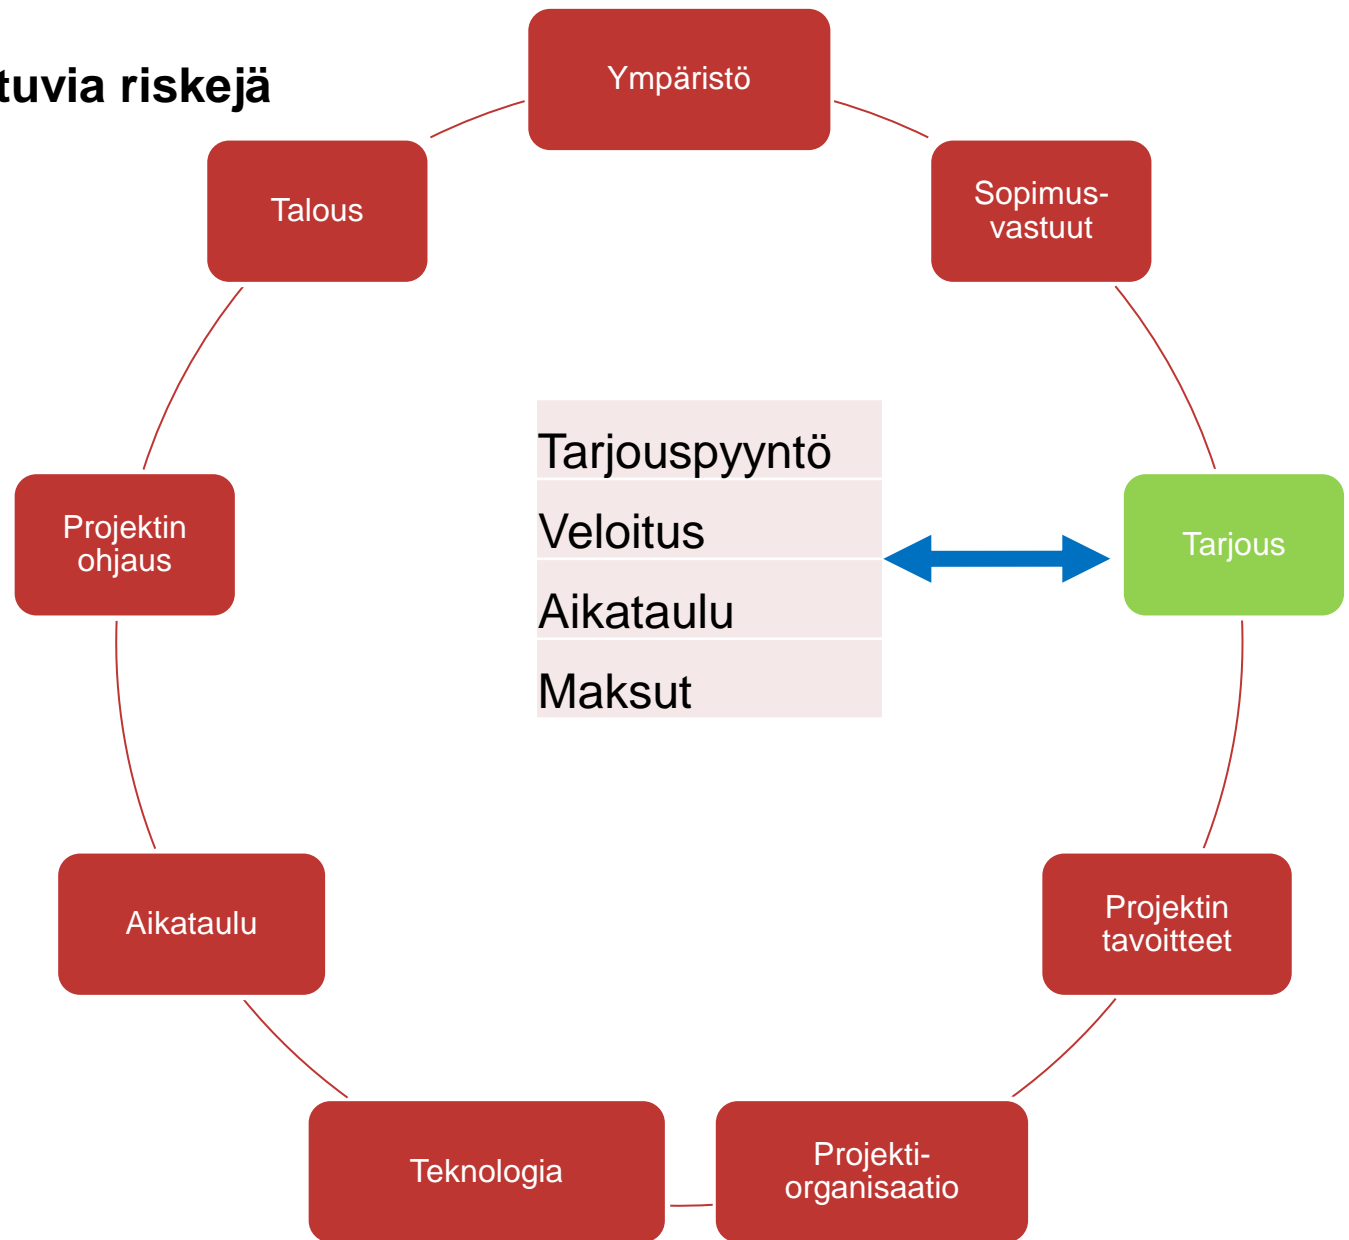 tuvia riskejä
Ympäristö
Talous
Sopimus-
vastuut
Tarjouspyyntö
Veloitus
Aikataulu
Maksut
Tarjous
Projektin
ohjaus
Projektin
tavoitteet
Aikataulu
Teknologia
Projekti-
organisaatio